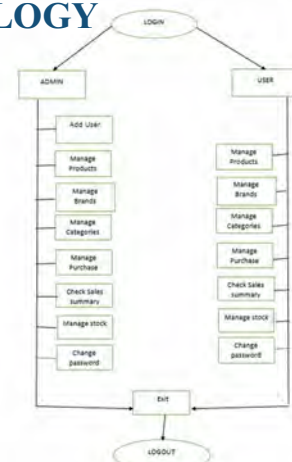 LOGY
LOGIN
ADMIN
USER
Add User
Manage
Products
Manage
Brands
Manage
Categories
Manage
Purchase
Check Sales
summary
Manage stock
Change
password
Manage
Products
Manage
Brands
Manage
Categories
Manage
Purchase
Check Sales
summary
Manage stock
Change
password
Exit
LOGOUT